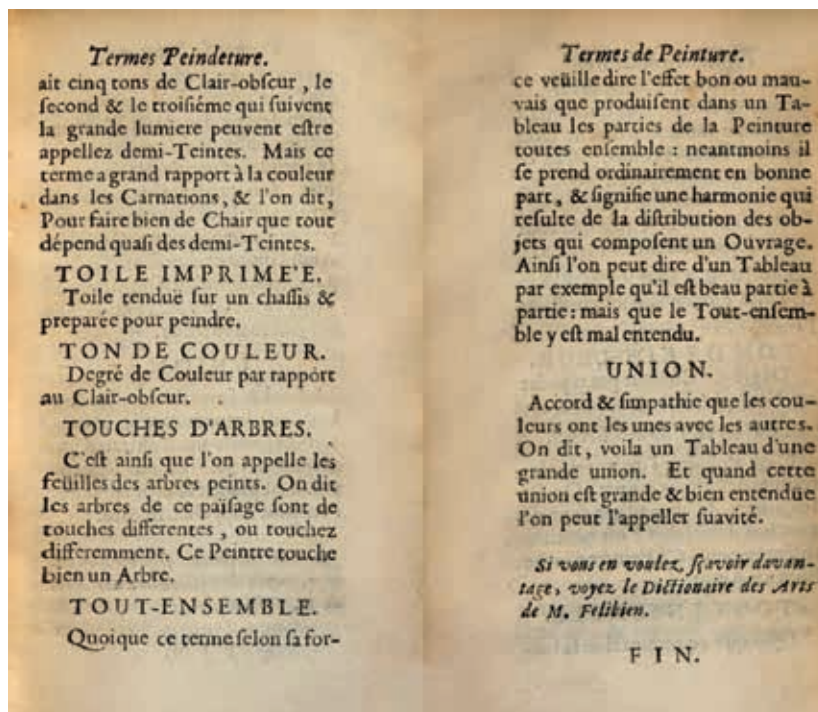 Termes Peindeture.
ait cinq tons de Clair-obſcur , le
ſecond & le troiſiéme qui ſuivent
la grande lumiere peuvent eſtre
appellez demi-Teintes. Mais ce
terme a grand rapport à la couleur
dans les Carnations, & l'on dit,
Pour faire bien de Chair que tout
dépend quaſi des demi-Teintes.
TOILE IMPRIME'E.
Toile tenduë ſur un chaſſis &
preparée pour peindre.
TON DE COULEUR.
Degré de Couleur par rapport
au Clair-obſcur.
TOUCHES D'ARBRES.
C'eſt ainſi que l'on appelle les
feüilles des arbres peints. On dit
les arbres de ce païſage ſont de
touches differentes , ou touchez
differemment. Ce Peintre touche
bien un Arbre.
TOUT-ENSEMBLE.
Quoique ce terme ſelon ſa for-
Termes de Peinture.
ce veüille dire l'effet bon ou mau-
vais que produiſent dans un Ta-
bleau les parties de la Peinture
toutes enſemble : neantmoins il
ſe prend ordinairement en bonne
part , & ſignifie une harmonie qui
reſulte de la diſtribution des ob-
jets qui compoſent un Ouvrage.
Ainſi l'on peut dire d'un Tableau
par exemple qu'il eſt beau partie à
partie : mais que le Tout-enſem-
ble y eſt mal entendu.
UNION.
Accord & ſimpathie que les cou-
leurs ont les unes avec les autres.
On dit , voila un Tableau d'une
grande union. Et quand cette
union eſt grande & bien entenduë
l'on peut l'appeller ſuavité.
Si vous en voulez ſçavoir davan-
tage, voyez le Dictionaire des Arts
de M. Felibien.
FIN.